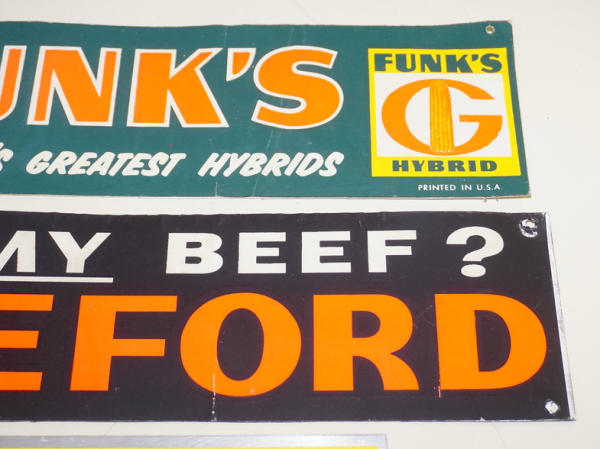 UNK'S
'S GREATEST HYBRIDS
FUNK'S
G
HYBRID
PRINTED IN U.S.A.
MY BEEF?
EFORD